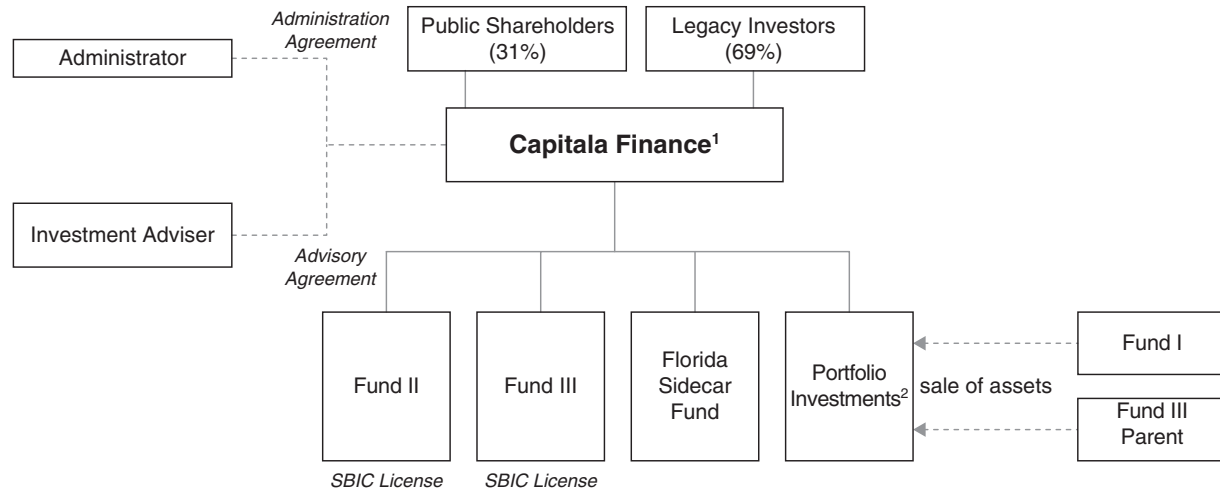 Administration
Agreement
Public Shareholders
(31%)
Legacy Investors
(69%)
Administrator
Capitala Finance¹
Investment Adviser
Advisory
Agreement
Fund II
Fund III
Florida
Sidecar
Fund
Portfolio
Investments²
sale of assets
Fund I
Fund III
Parent
SBIC License
SBIC License